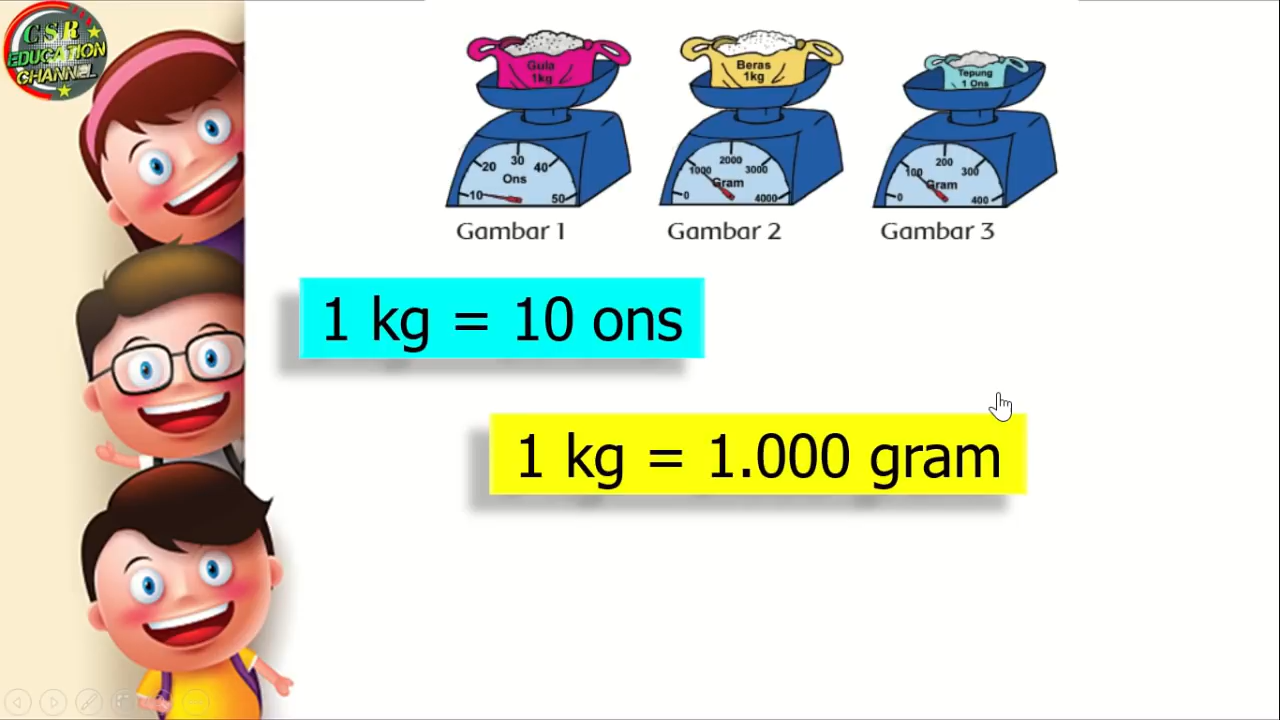 CSR
EDUCATION
CHANNEL
Gula
1kg
10
20
30
40
50
Ons
Gambar 1
Beras
1kg
0
1000
2000
3000
4000
Gram
Gambar 2
Tepung
1 Ons
0
100
200
300
400
Gram
Gambar 3
1 kg = 10 ons
1 kg = 1.000 gram